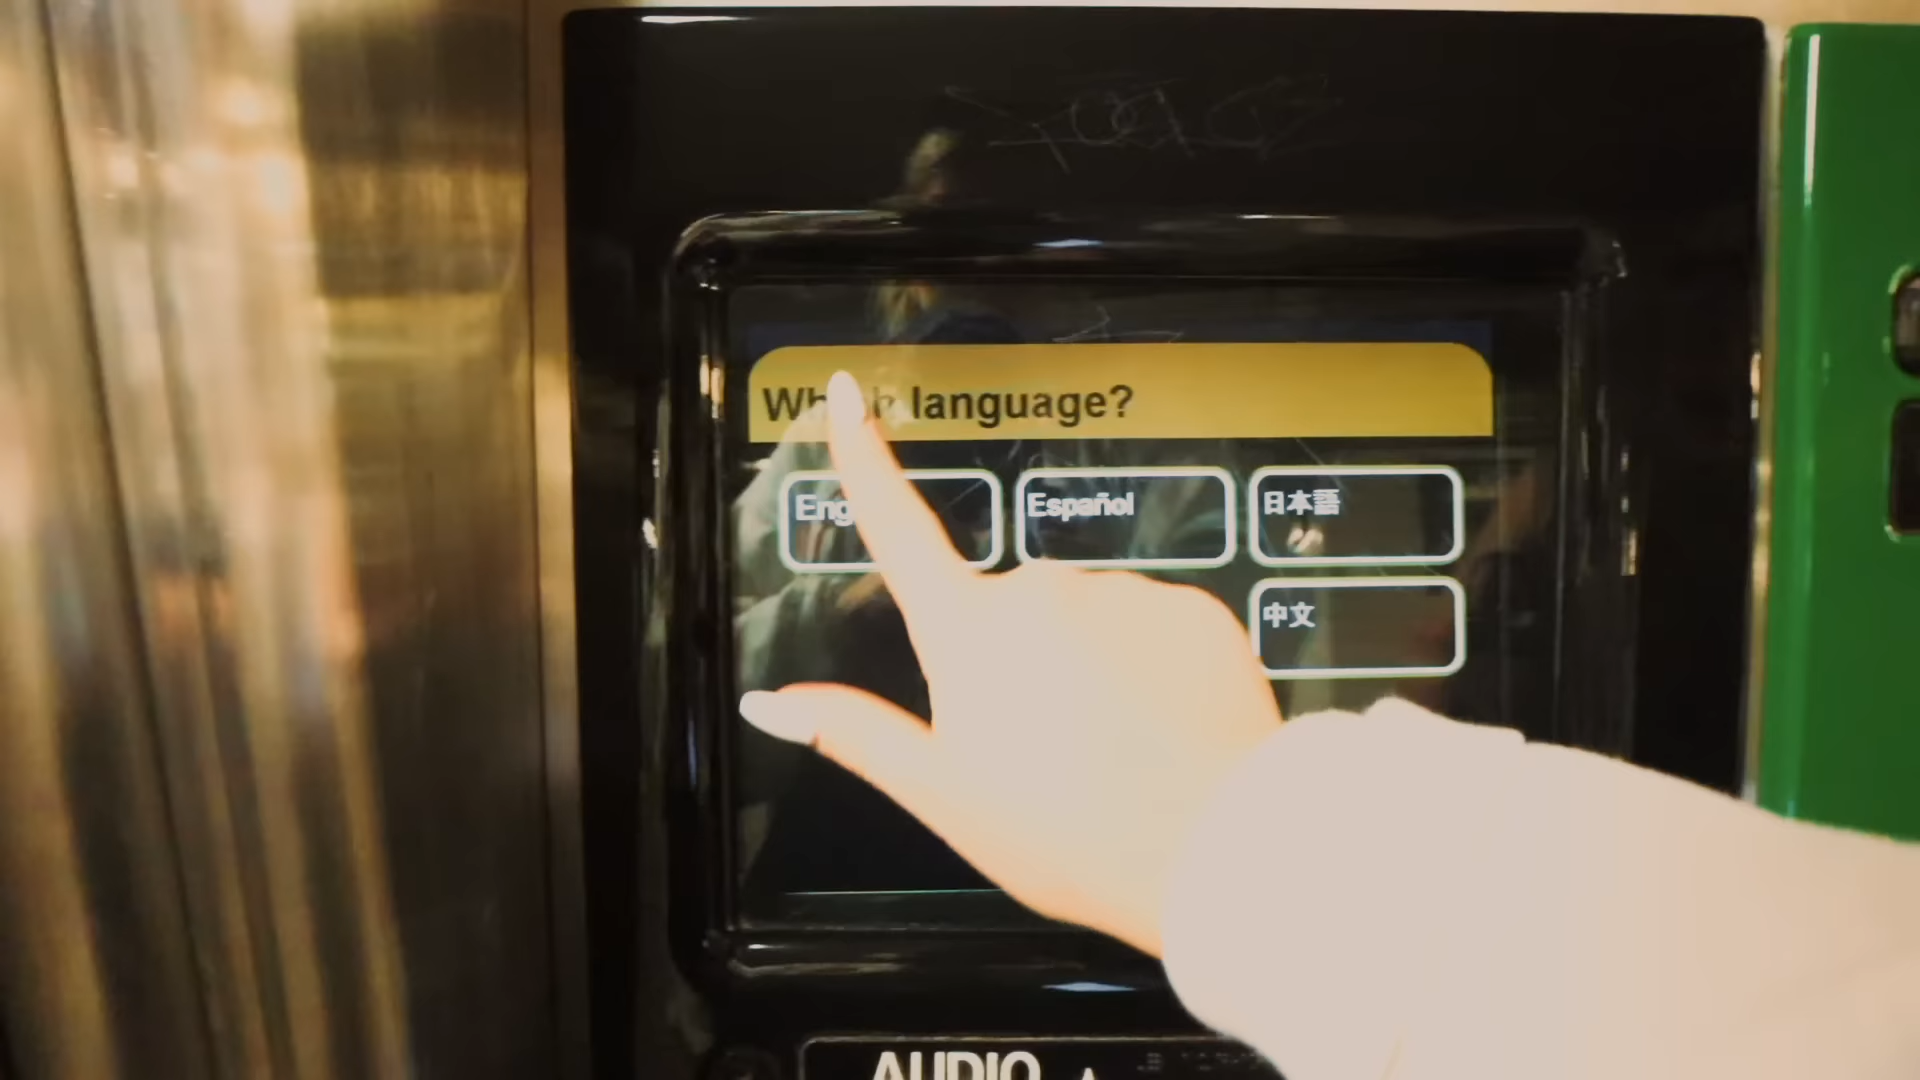 Which language?
Eng
Español
日本語
中文
AUDIO